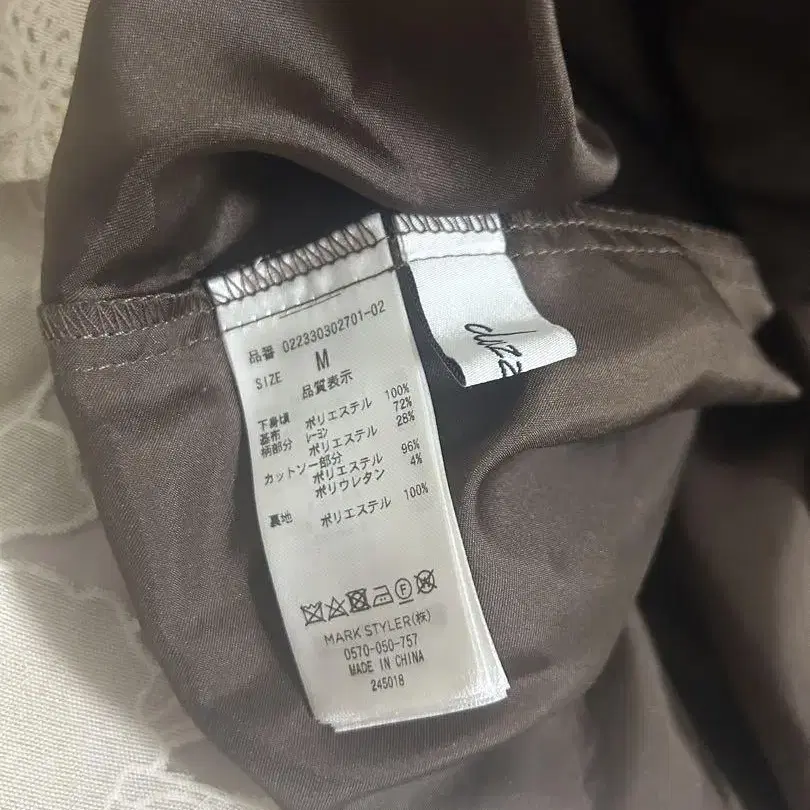 品番 022330302701-02
SIZE M
品質表示
下身頃 ポリエステル 100%
基布 レーヨン 72%
柄部分 ポリエステル 28%
カットソー部分
ポリエステル 96%
ポリウレタン 4%
裏地 ポリエステル 100%
MARK STYLER(株)
0570-050-757
MADE IN CHINA
245018